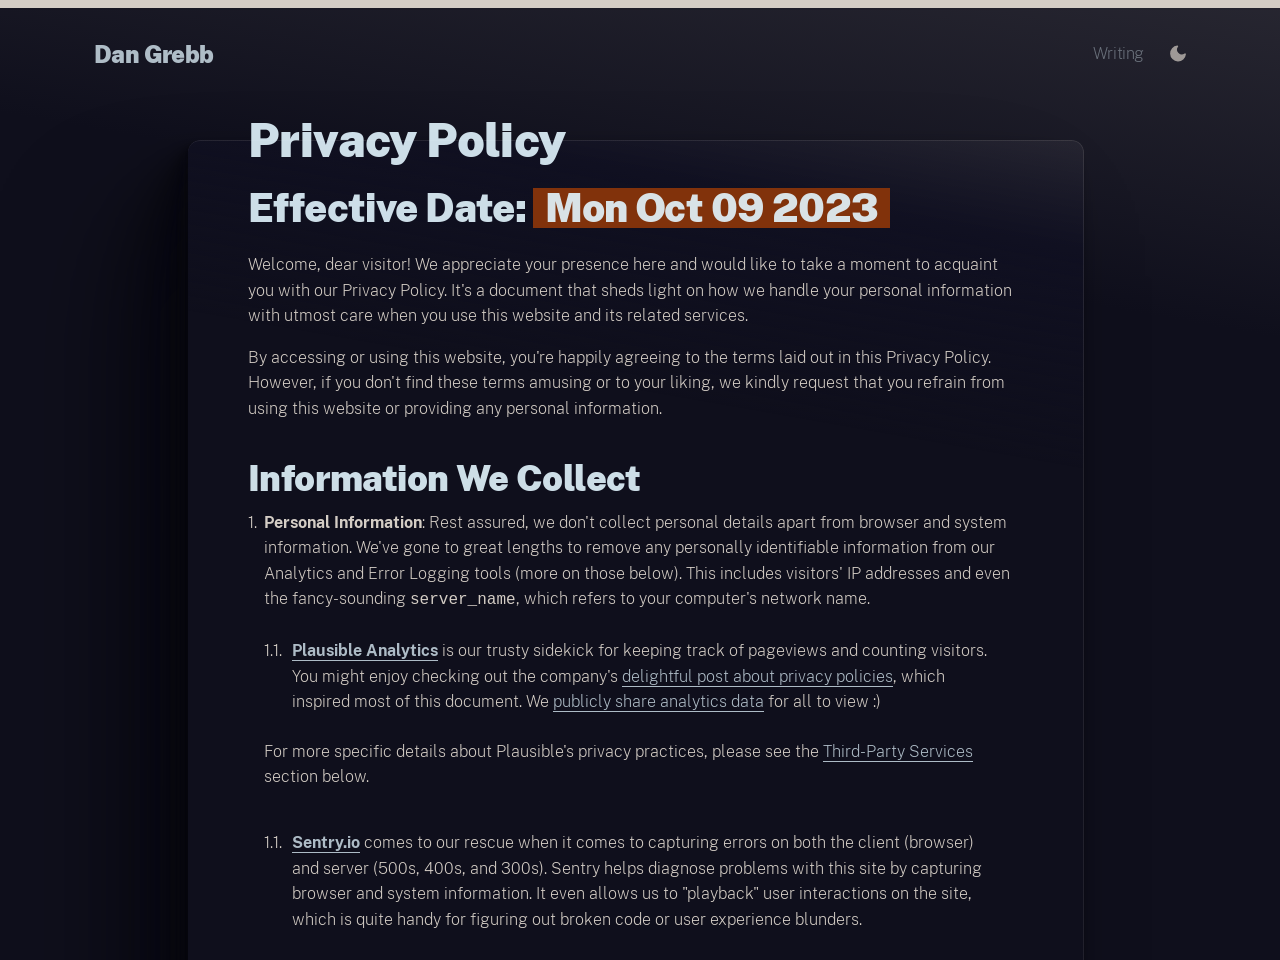 Dan Grebb
Writing
Privacy Policy
Effective Date: Mon Oct 09 2023
Welcome, dear visitor! We appreciate your presence here and would like to take a moment to acquaint
you with our Privacy Policy. It's a document that sheds light on how we handle your personal information
with utmost care when you use this website and its related services.
By accessing or using this website, you're happily agreeing to the terms laid out in this Privacy Policy.
However, if you don't find these terms amusing or to your liking, we kindly request that you refrain from
using this website or providing any personal information.
Information We Collect
1. Personal Information: Rest assured, we don't collect personal details apart from browser and system
information. We've gone to great lengths to remove any personally identifiable information from our
Analytics and Error Logging tools (more on those below). This includes visitors' IP addresses and even
the fancy-sounding server_name, which refers to your computer's network name.
1.1. Plausible Analytics is our trusty sidekick for keeping track of pageviews and counting visitors.
You might enjoy checking out the company's delightful post about privacy policies, which
inspired most of this document. We publicly share analytics data for all to view :)
For more specific details about Plausible's privacy practices, please see the Third-Party Services
section below.
1.1. Sentry.io comes to our rescue when it comes to capturing errors on both the client (browser)
and server (500s, 400s, and 300s). Sentry helps diagnose problems with this site by capturing
browser and system information. It even allows us to "playback" user interactions on the site,
which is quite handy for figuring out broken code or user experience blunders.